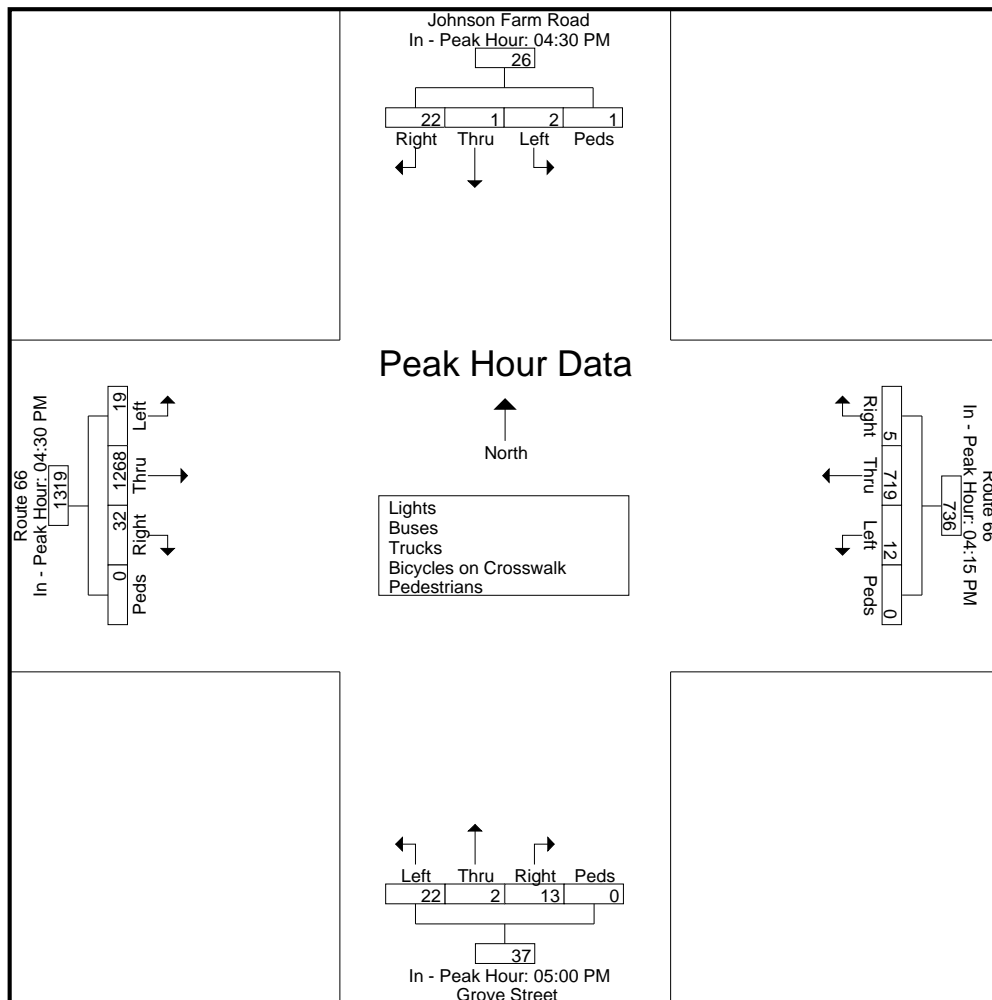 Johnson Farm Road
In - Peak Hour: 04:30 PM
26
22 1 2 1
Right Thru Left Peds
Peak Hour Data
North
Lights
Buses
Trucks
Bicycles on Crosswalk
Pedestrians
Route 66
In - Peak Hour: 04:30 PM
1319
19 1268 32 0
Left Thru Right Peds
Route 66
In - Peak Hour: 04:15 PM
736
5 719 12 0
Right Thru Left Peds
Left Thru Right Peds
22 2 13 0
37
In - Peak Hour: 05:00 PM
Grove Street